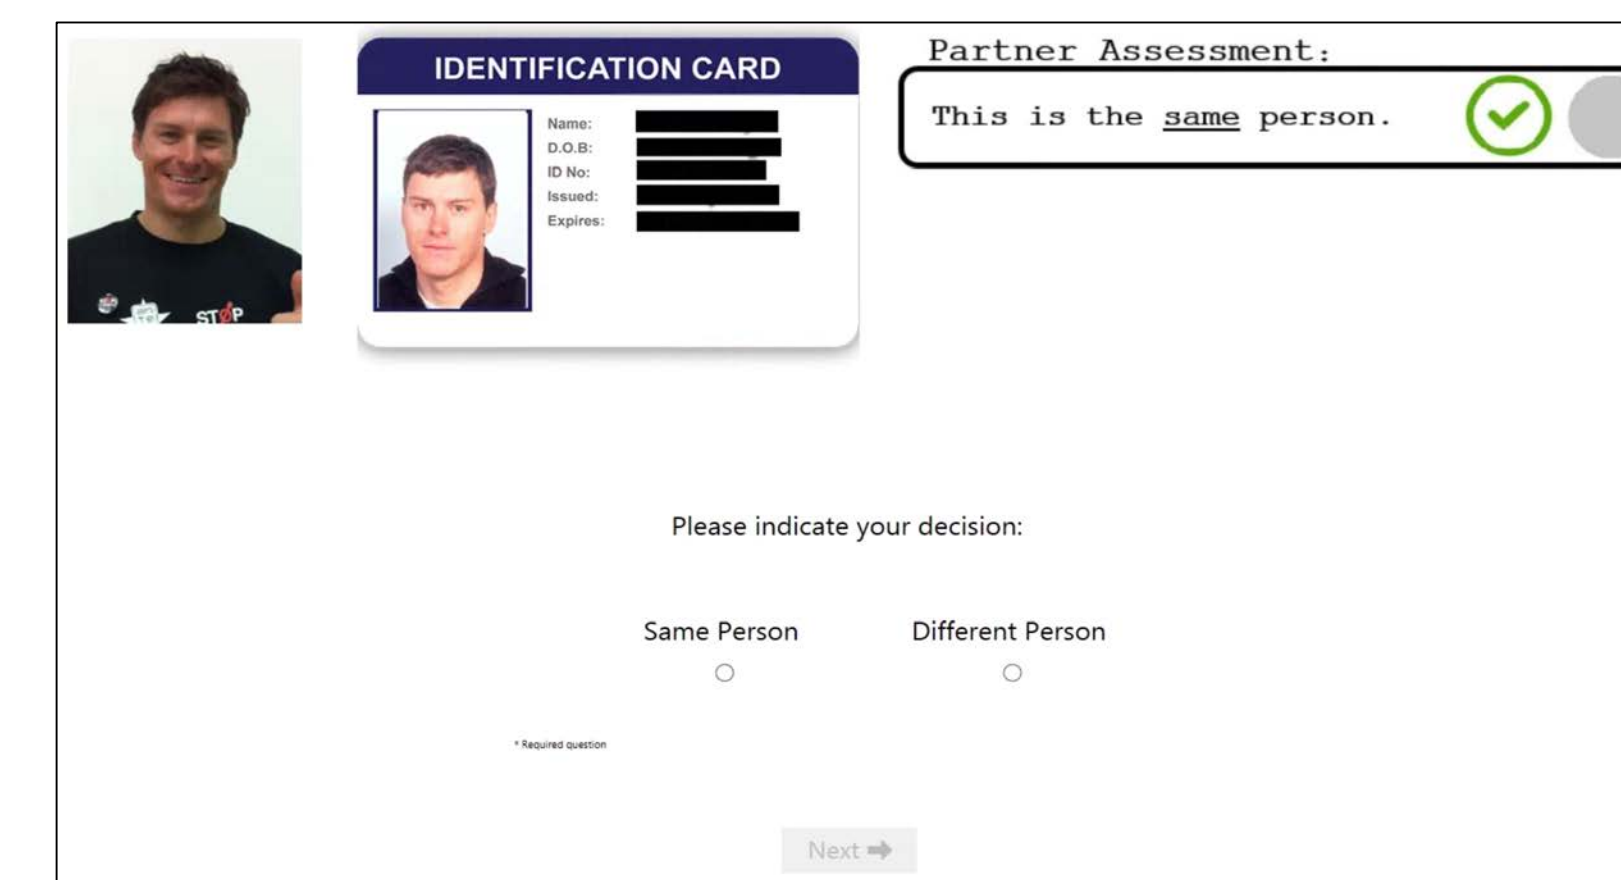 IDENTIFICATION CARD
Name:
D.O.B:
ID No:
Issued:
Expires:
STØP
Partner Assessment:
This is the same person.
Please indicate your decision:
Same Person
Different Person
* Required question
Next